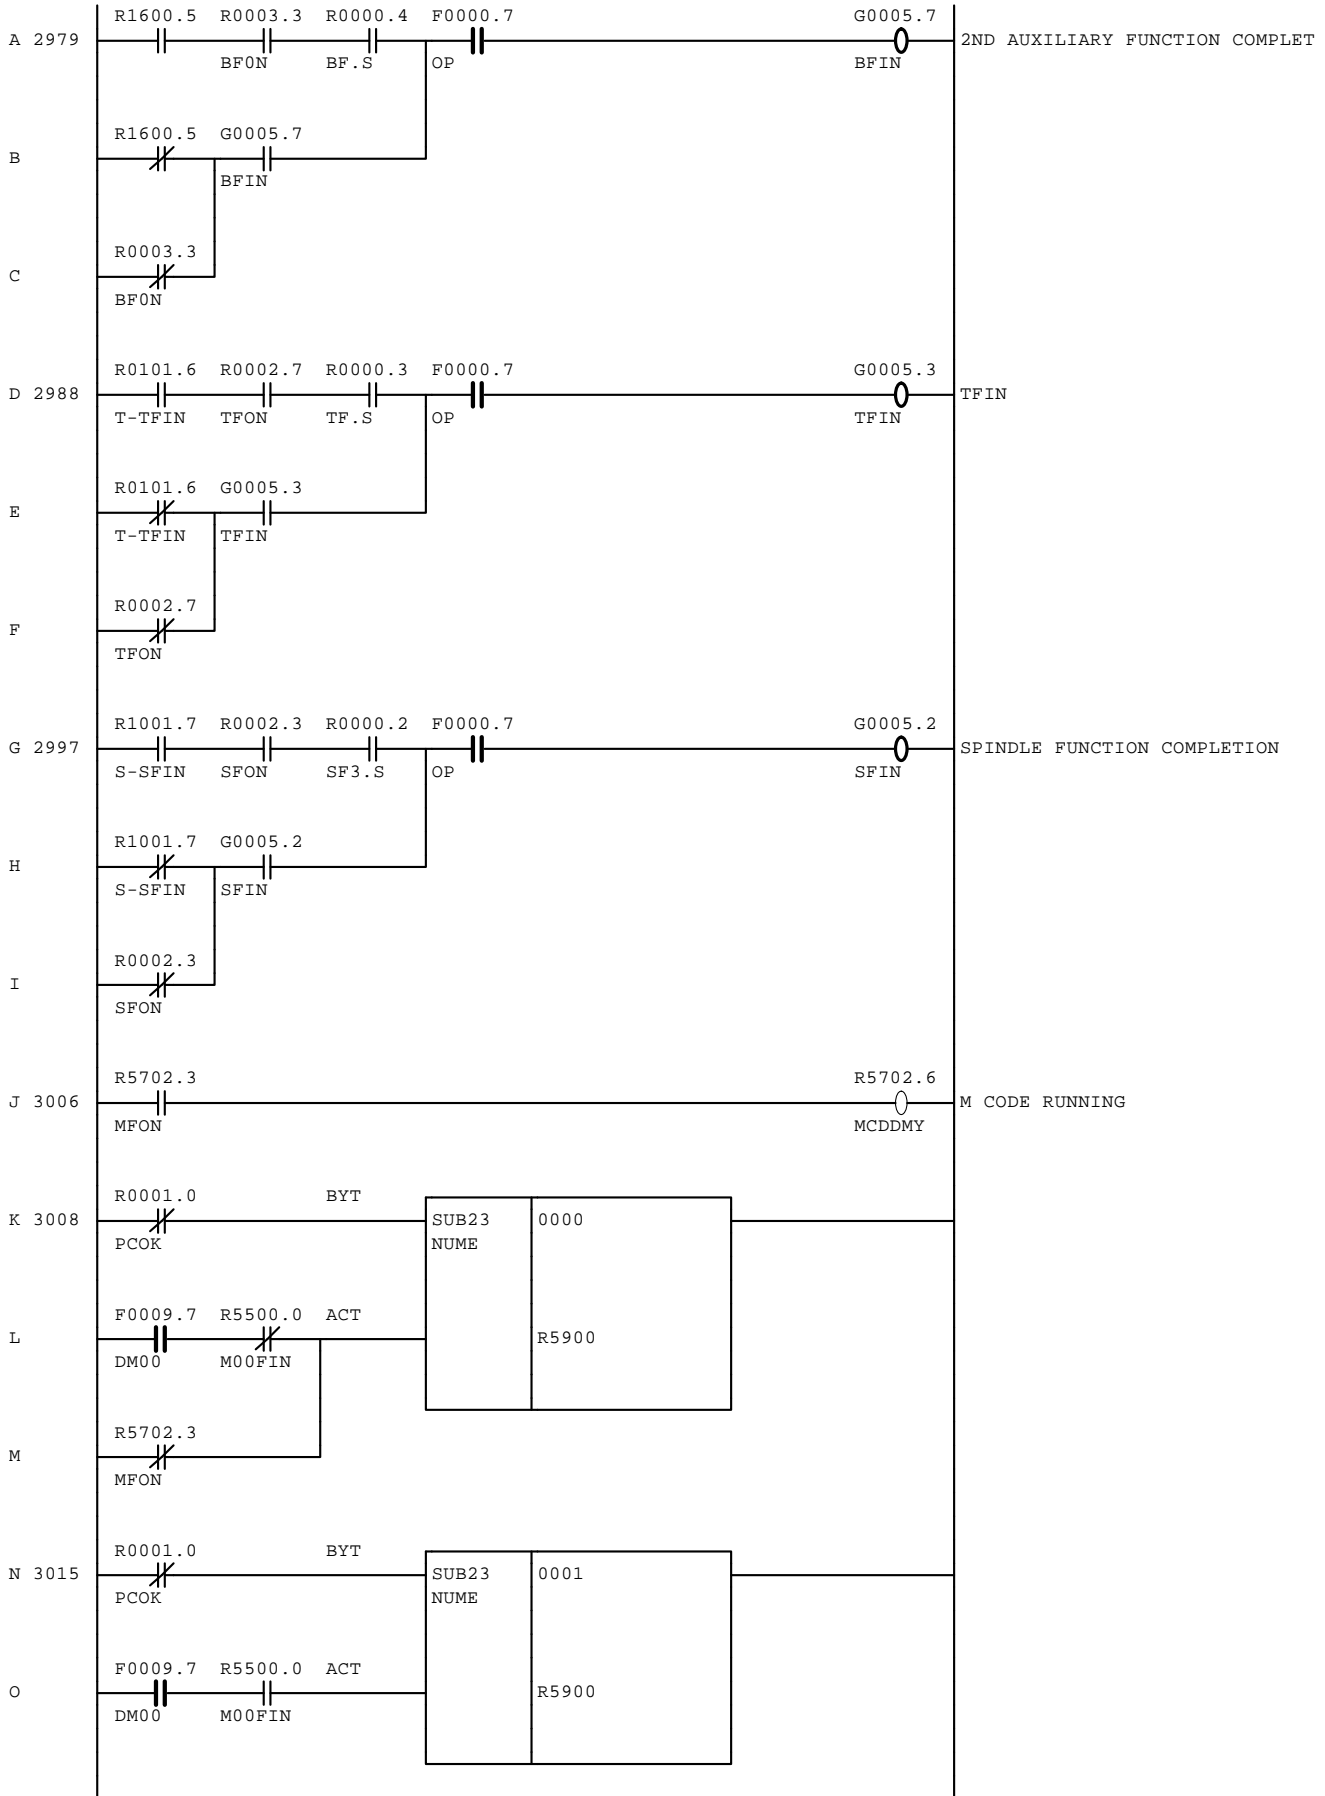 R1600.5 R0003.3 R0000.4 F0000.7 G0005.7
A 2979 2ND AUXILIARY FUNCTION COMPLET
BF0N BF.S OP BFIN
R1600.5 G0005.7
B
BFIN
R0003.3
C
BF0N
R0101.6 R0002.7 R0000.3 F0000.7 G0005.3
D 2988 TFIN
T-TFIN TFON TF.S OP TFIN
R0101.6 G0005.3
E
T-TFIN TFIN
R0002.7
F
TFON
R1001.7 R0002.3 R0000.2 F0000.7 G0005.2
G 2997 SPINDLE FUNCTION COMPLETION
S-SFIN SFON SF3.S OP SFIN
R1001.7 G0005.2
H
S-SFIN SFIN
R0002.3
I
SFON
R5702.3 R5702.6
J 3006 M CODE RUNNING
MFON MCDDMY
R0001.0 BYT
K 3008 SUB23 0000
PCOK NUME
F0009.7 R5500.0 ACT
L R5900
DM00 M00FIN
R5702.3
M
MFON
R0001.0 BYT
N 3015 SUB23 0001
PCOK NUME
F0009.7 R5500.0 ACT
O R5900
DM00 M00FIN